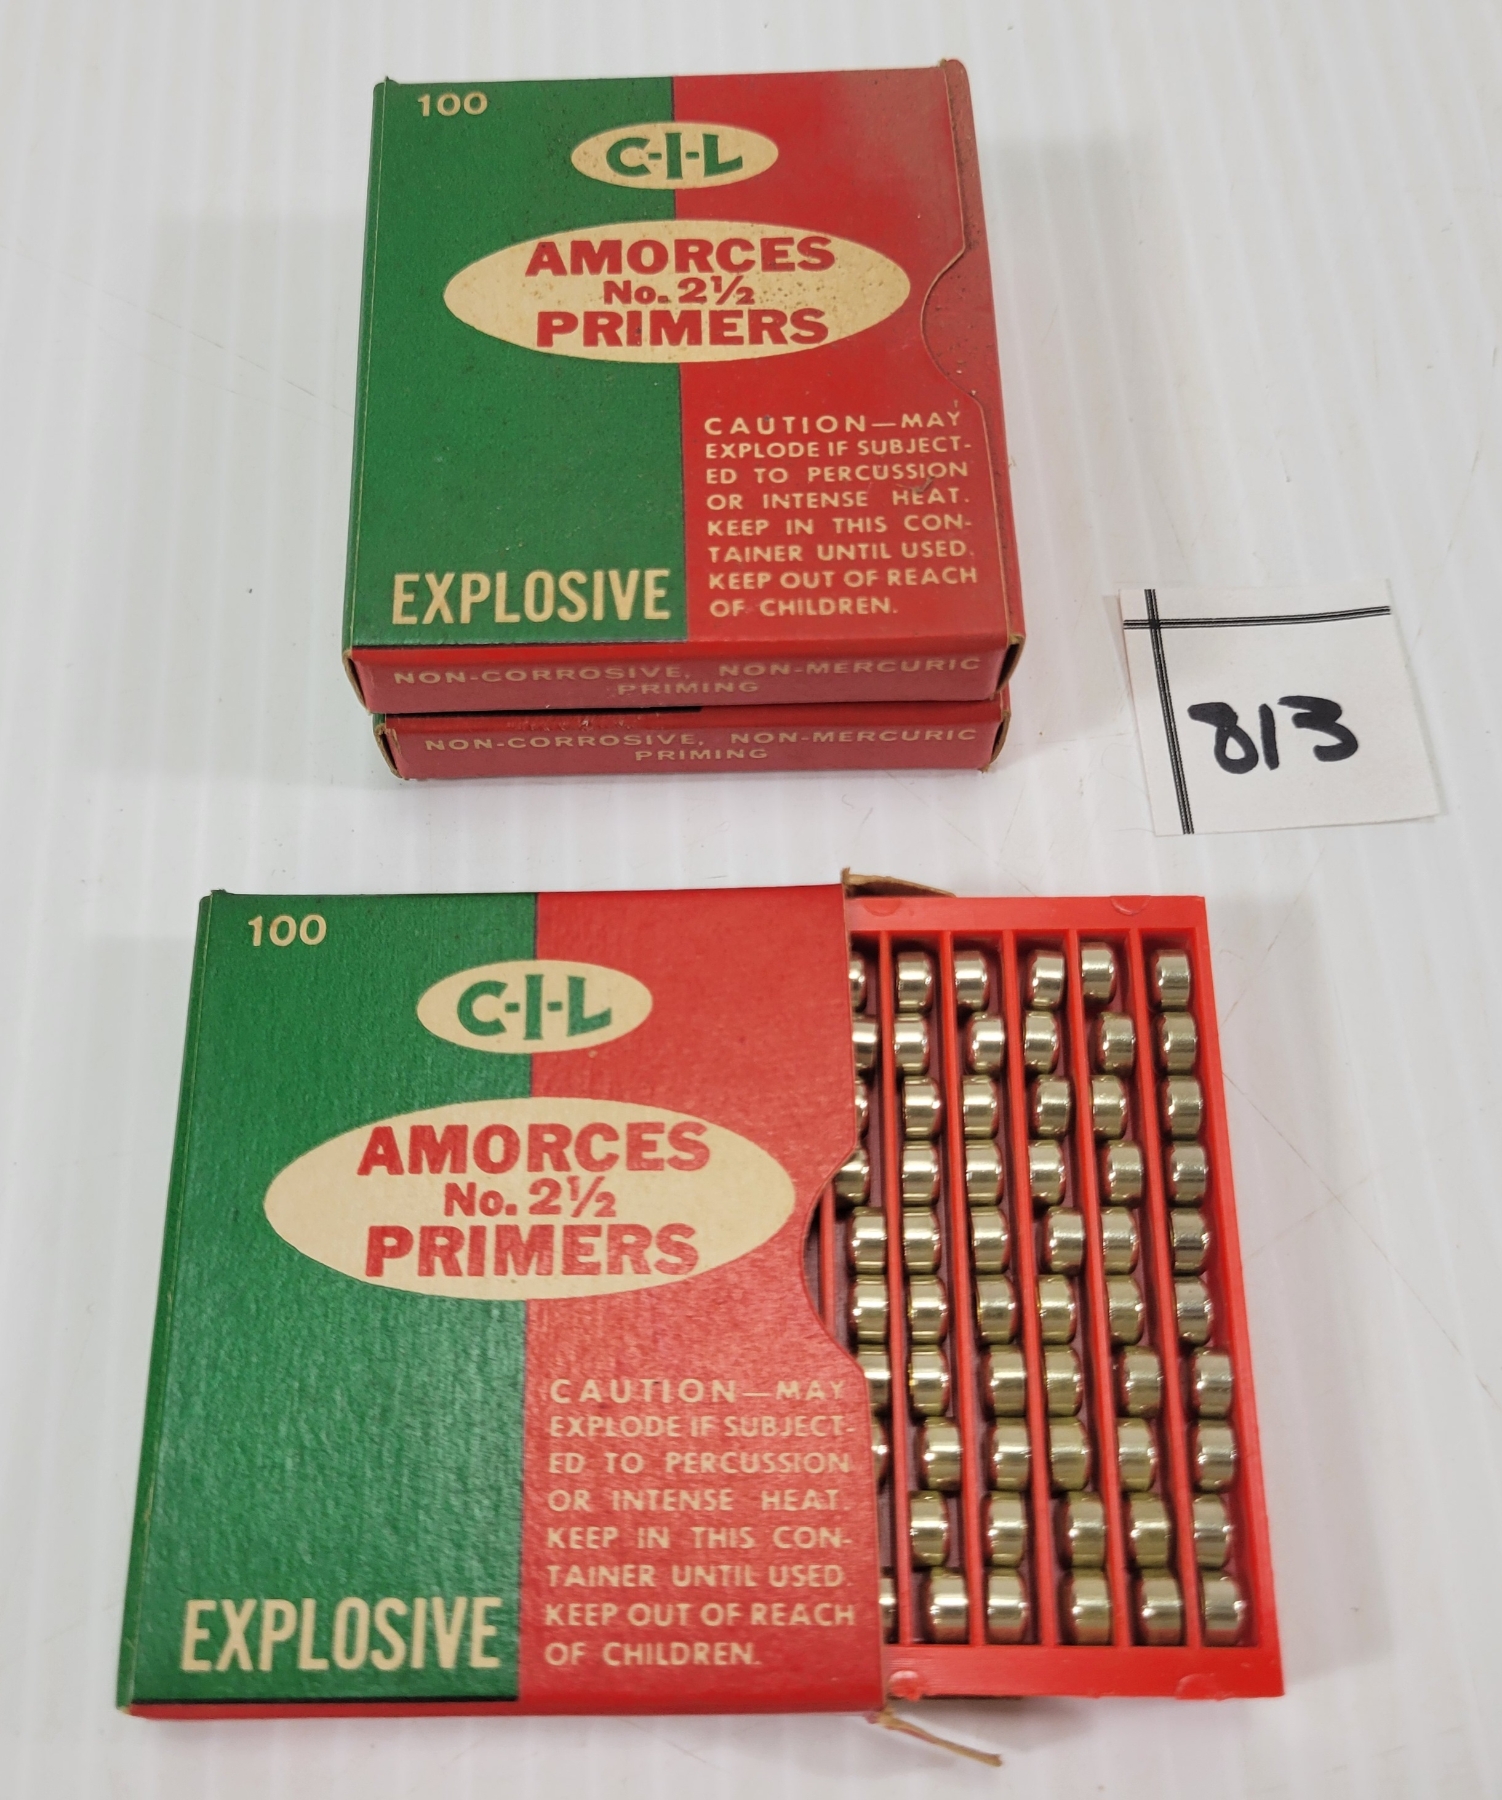 100
C-I-L
AMORCES
No. 2½
PRIMERS
CAUTION—MAY
EXPLODE IF SUBJECT-
ED TO PERCUSSION
OR INTENSE HEAT.
KEEP IN THIS CON-
TAINER UNTIL USED.
KEEP OUT OF REACH
OF CHILDREN.
EXPLOSIVE
NON-CORROSIVE, NON-MERCURIC
PRIMING
NON-CORROSIVE, NON-MERCURIC
PRIMING
813
100
C-I-L
AMORCES
No. 2½
PRIMERS
CAUTION—MAY
EXPLODE IF SUBJECT-
ED TO PERCUSSION
OR INTENSE HEAT.
KEEP IN THIS CON-
TAINER UNTIL USED.
KEEP OUT OF REACH
OF CHILDREN.
EXPLOSIVE